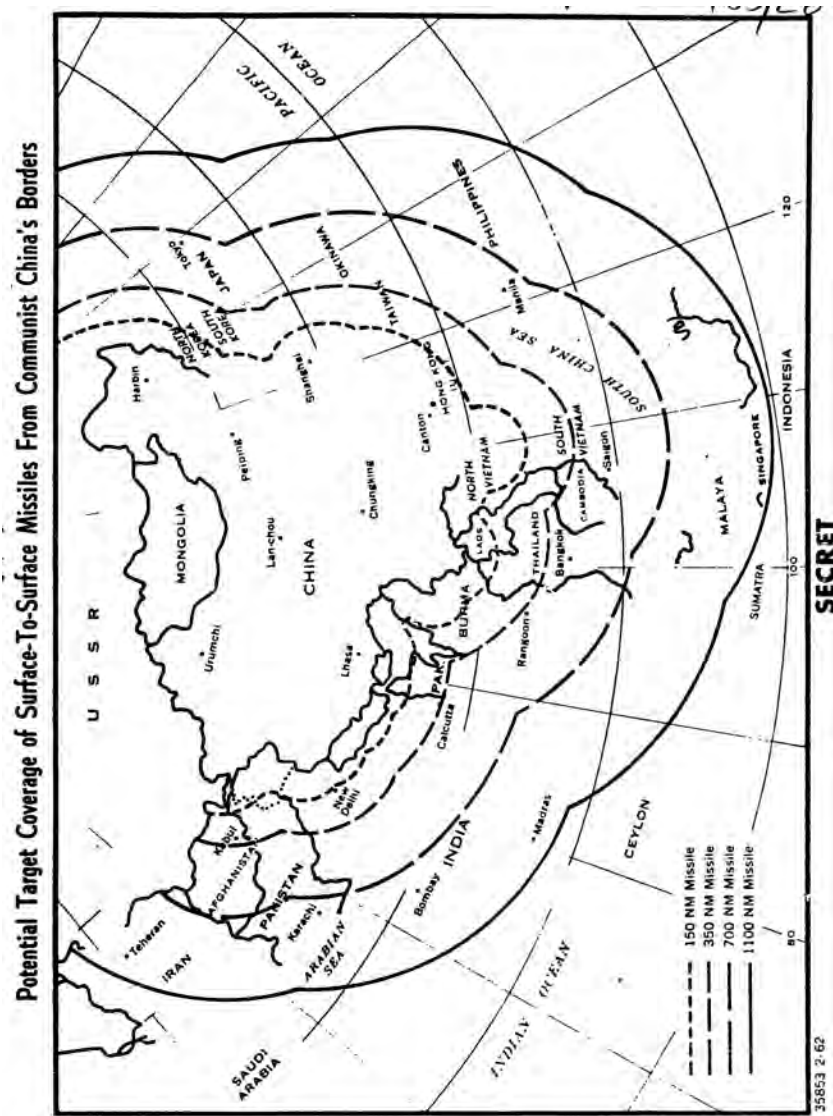 Potential Target Coverage of Surface-To-Surface Missiles From Communist China's Borders
USSR
MONGOLIA
Harbin
Urumchi
Peiping
Lan-chou
CHINA
Shanghai
Chungking
Lhasa
Canton
HONG KONG
NORTH
KOREA
SOUTH
KOREA
JAPAN
Tokyo
OKINAWA
TAIWAN
PACIFIC
OCEAN
PHILIPPINES
Manila
SOUTH CHINA SEA
NORTH
VIETNAM
SOUTH
VIETNAM
Saigon
LAOS
CAMBODIA
THAILAND
Bangkok
BURMA
Rangoon
PAK.
Calcutta
New
Delhi
INDIA
Bombay
Madras
CEYLON
Kabul
AFGHANISTAN
PAKISTAN
Karachi
ARABIAN
SEA
Teheran
IRAN
SAUDI
ARABIA
INDIAN OCEAN
MALAYA
SINGAPORE
SUMATRA
INDONESIA
80
100
120
150 NM Missile
350 NM Missile
700 NM Missile
1100 NM Missile
35853 2-62
SECRET